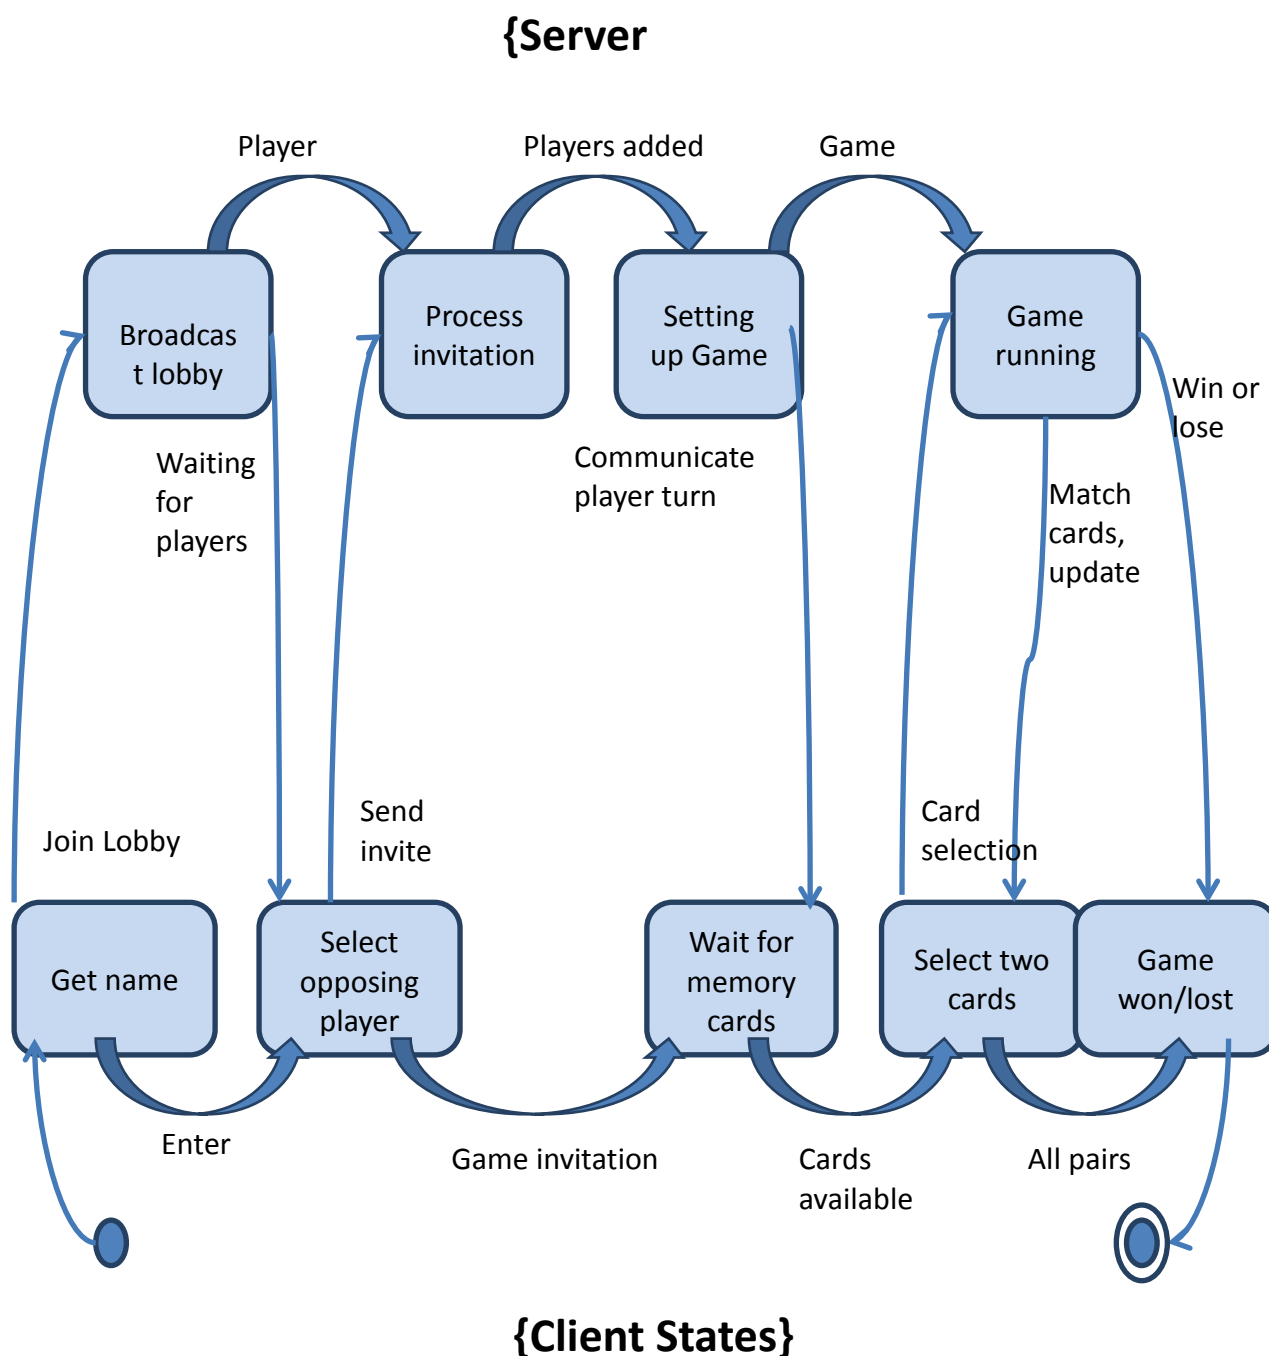 {Server
Player
Players added
Game
Broadcas
t lobby
Process
invitation
Setting
up Game
Game
running
Win or
lose
Waiting
for
players
Communicate
player turn
Match
cards,
update
Join Lobby
Send
invite
Card
selection
Get name
Select
opposing
player
Wait for
memory
cards
Select two
cards
Game
won/lost
Enter
Game invitation
Cards
available
All pairs
{Client States}